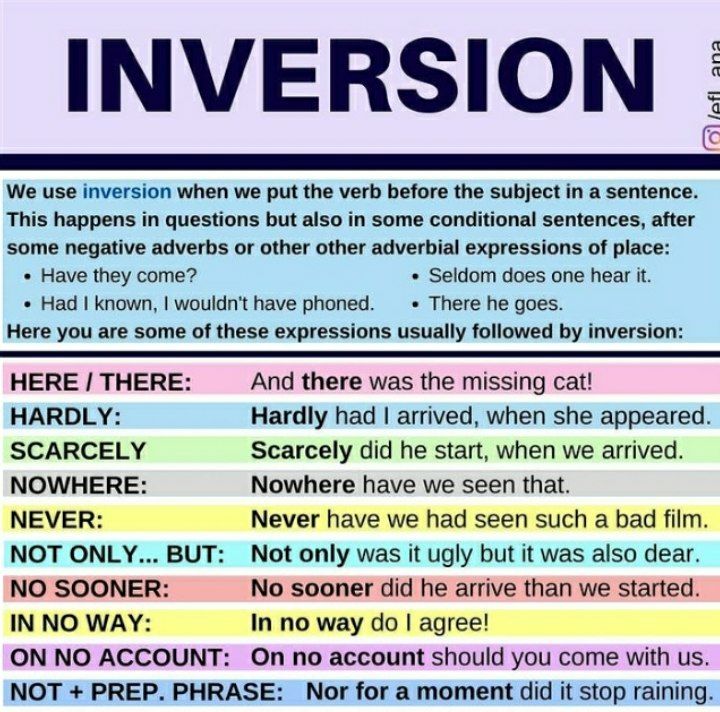 INVERSION
/efl_ana
We use inversion when we put the verb before the subject in a sentence.
This happens in questions but also in some conditional sentences, after
some negative adverbs or other other adverbial expressions of place:
• Have they come?
• Had I known, I wouldn't have phoned.
• Seldom does one hear it.
• There he goes.
Here you are some of these expressions usually followed by inversion:
HERE / THERE: And there was the missing cat!
HARDLY: Hardly had I arrived, when she appeared.
SCARCELY Scarcely did he start, when we arrived.
NOWHERE: Nowhere have we seen that.
NEVER: Never have we had seen such a bad film.
NOT ONLY... BUT: Not only was it ugly but it was also dear.
NO SOONER: No sooner did he arrive than we started.
IN NO WAY: In no way do I agree!
ON NO ACCOUNT: On no account should you come with us.
NOT + PREP. PHRASE: Nor for a moment did it stop raining.